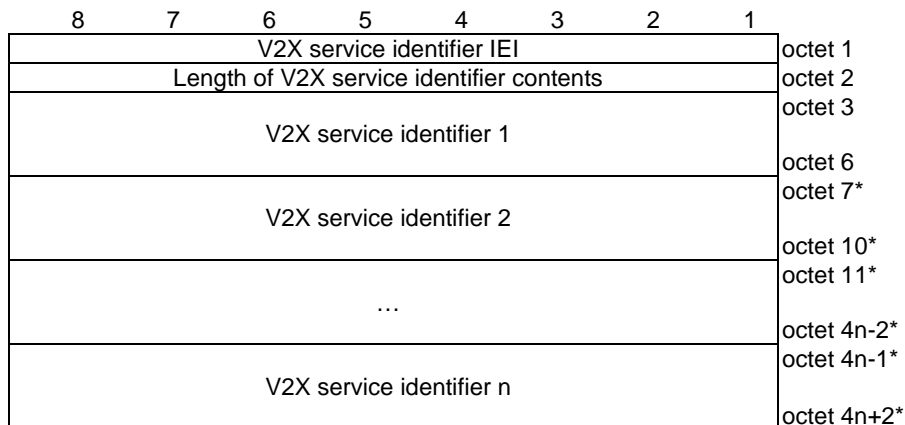 8 7 6 5 4 3 2 1
V2X service identifier IEI octet 1
Length of V2X service identifier contents octet 2
octet 3
V2X service identifier 1
octet 6
octet 7*
V2X service identifier 2
octet 10*
octet 11*
…
octet 4n-2*
octet 4n-1*
V2X service identifier n
octet 4n+2*